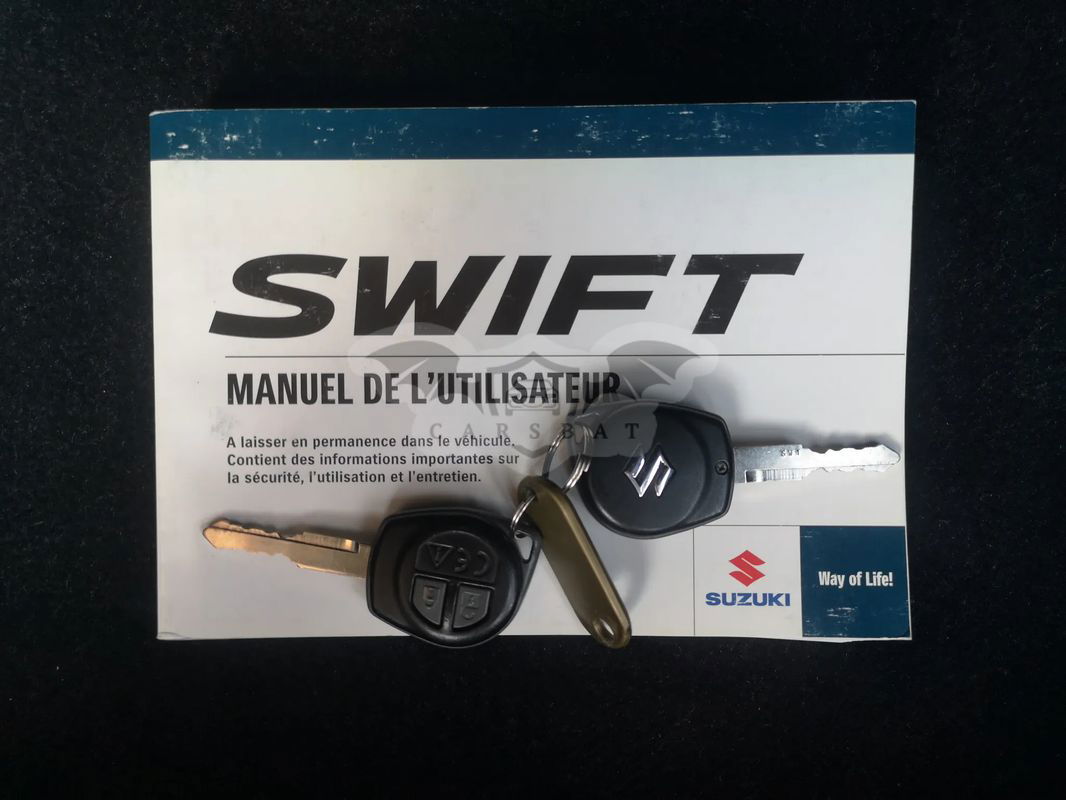 SWIFT
MANUEL DE L'UTILISATEUR
CARSBAT
A laisser en permanence dans le véhicule.
Contient des informations importantes sur
la sécurité, l'utilisation et l'entretien.
SUZUKI
Way of Life!